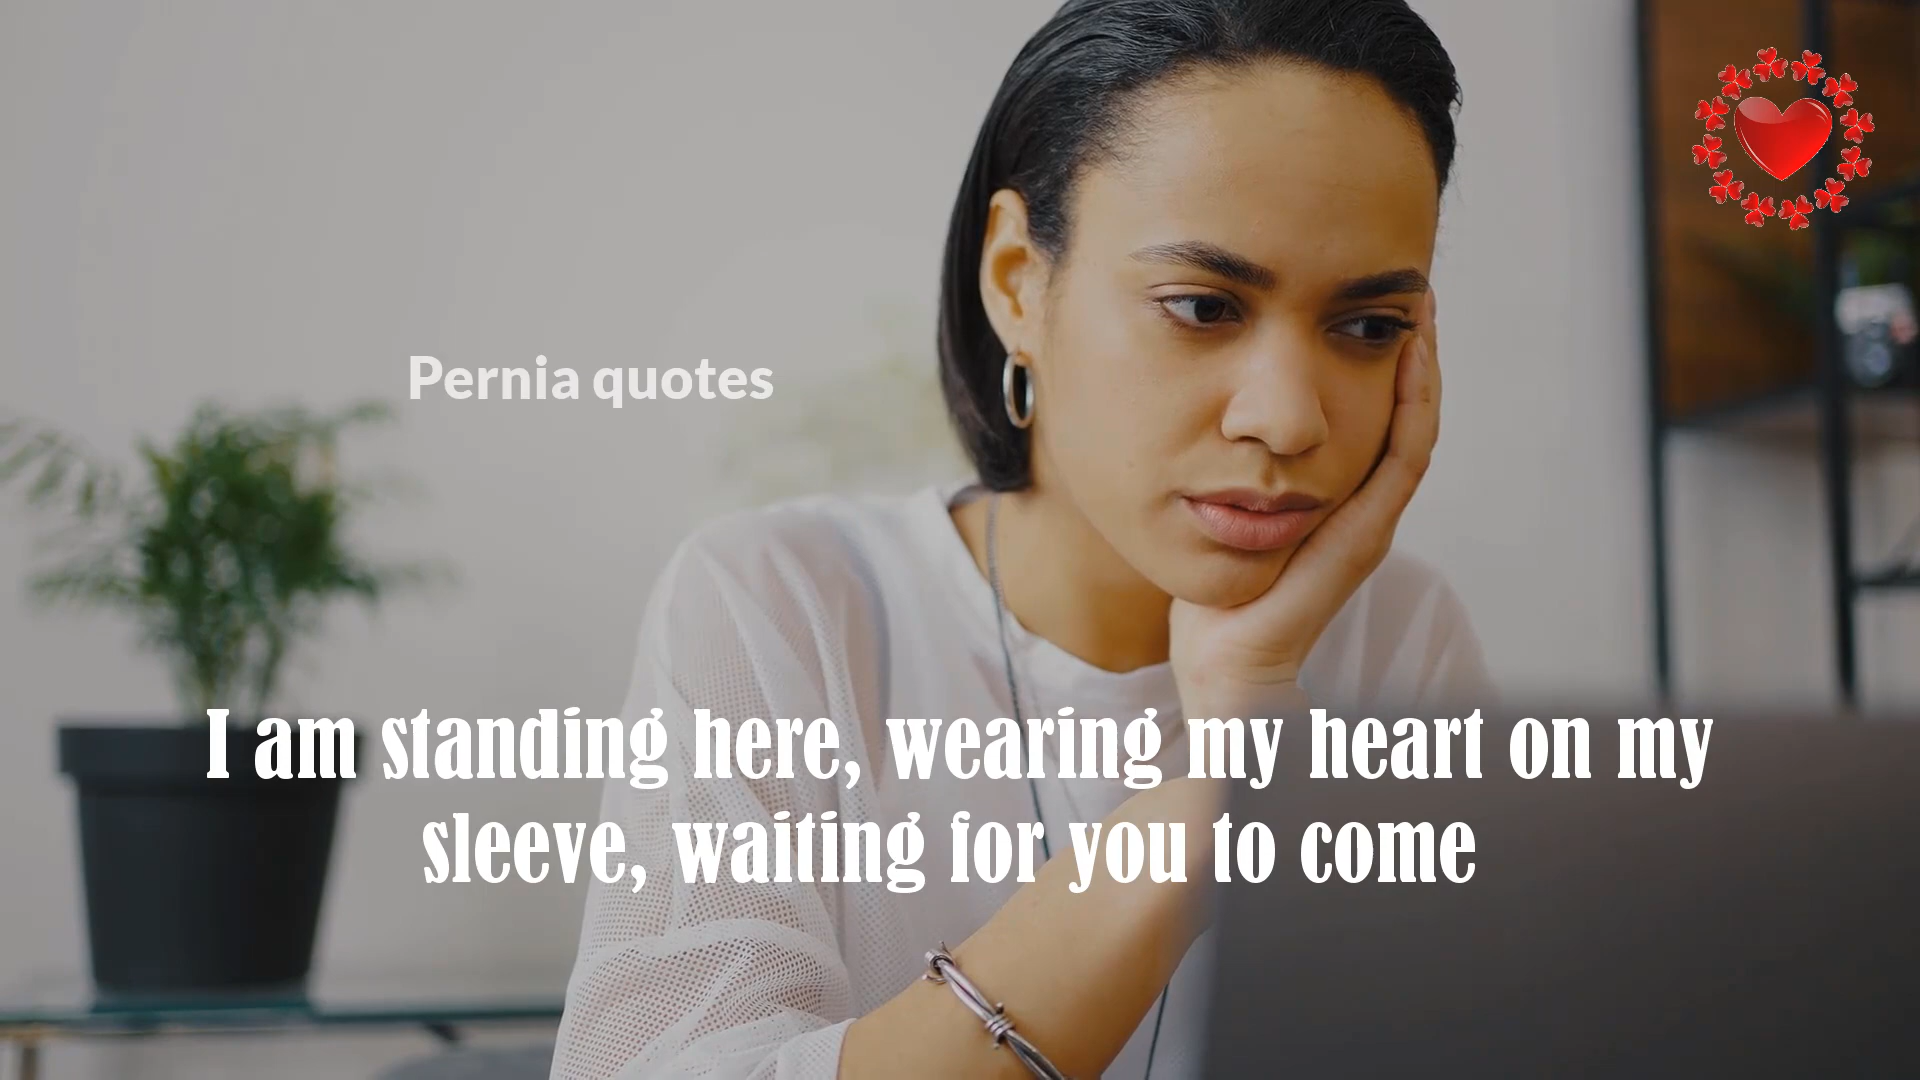 Pernia quotes
I am standing here, wearing my heart on my
sleeve, waiting for you to come